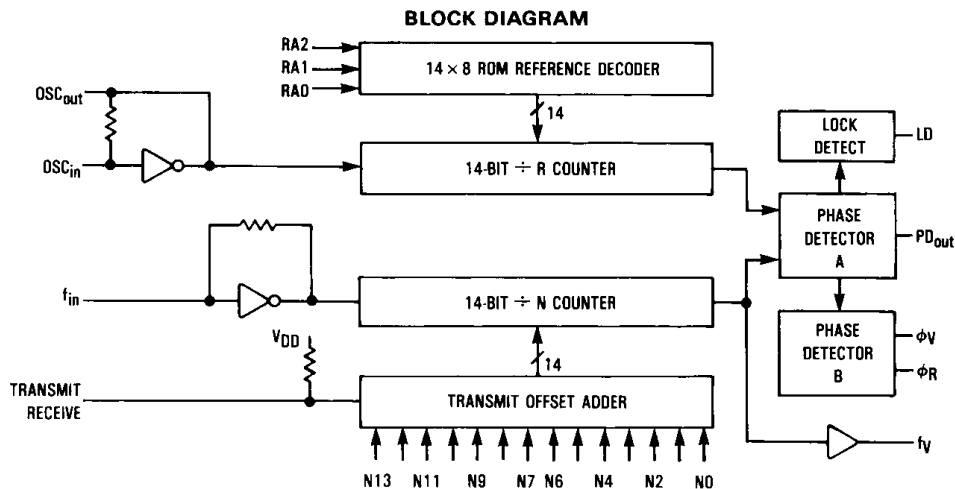 BLOCK DIAGRAM
RA2
RA1
RA0
14 × 8 ROM REFERENCE DECODER
14
OSCout
OSCin
14-BIT ÷ R COUNTER
LOCK
DETECT
LD
PHASE
DETECTOR
A
PDout
fin
14-BIT ÷ N COUNTER
VDD
14
PHASE
DETECTOR
B
ϕV
ϕR
TRANSMIT
RECEIVE
TRANSMIT OFFSET ADDER
fV
N13 N11 N9 N7 N6 N4 N2 N0